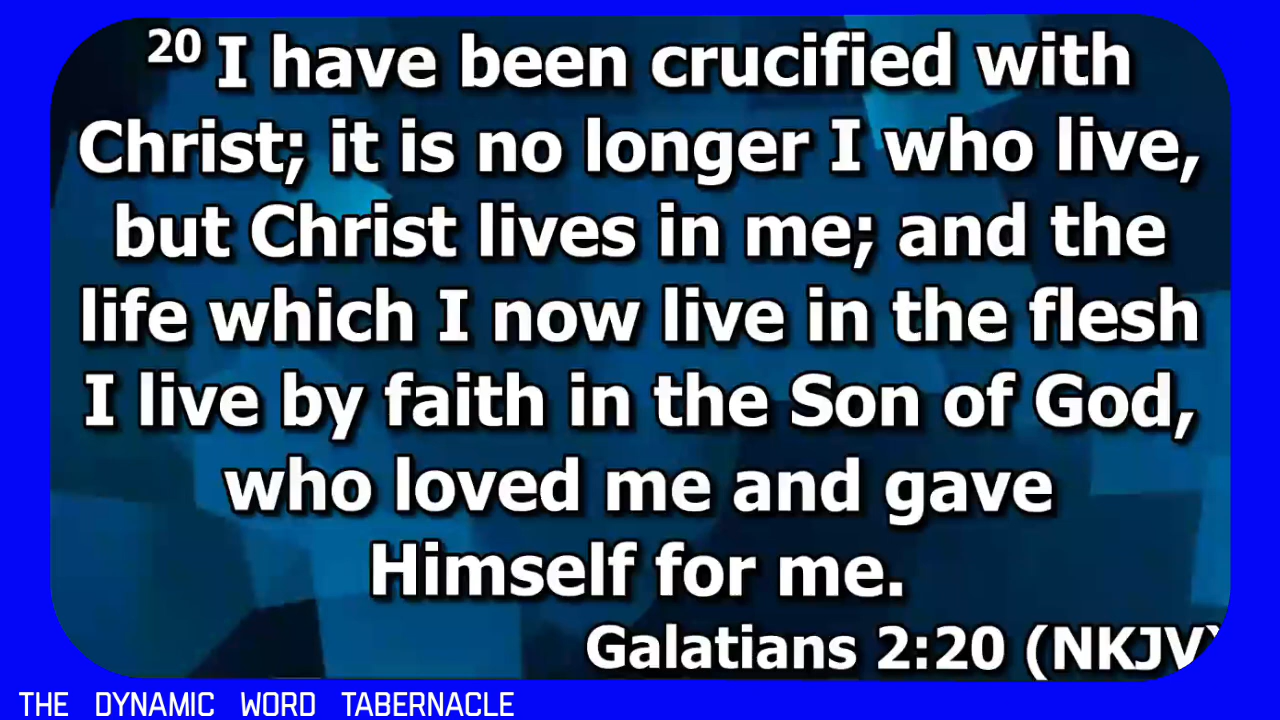 20 I have been crucified with
Christ; it is no longer I who live,
but Christ lives in me; and the
life which I now live in the flesh
I live by faith in the Son of God,
who loved me and gave
Himself for me.
Galatians 2:20 (NKJV)
THE DYNAMIC WORD TABERNACLE